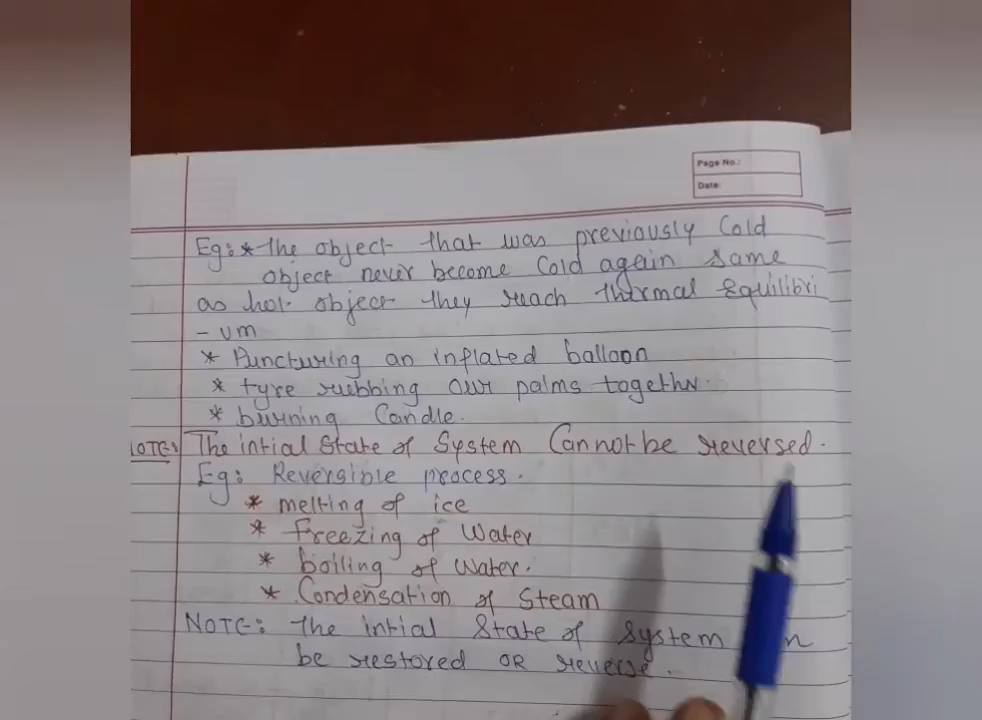 Page No.:
Date:
Eg: * The object that was previously Cold
object never become Cold again same
as hot object they reach thermal Equilibri
- um
* Puncturing an inflated balloon
* tyre rubbing our palms together.
* burning Candle.
NOTE: The intial State of System Cannot be reversed.
Eg: Reversible process.
* melting of ice
* Freezing of Water
* boiling of Water.
* Condensation of Steam
NOTE: The intial State of System
be restored OR reverse.